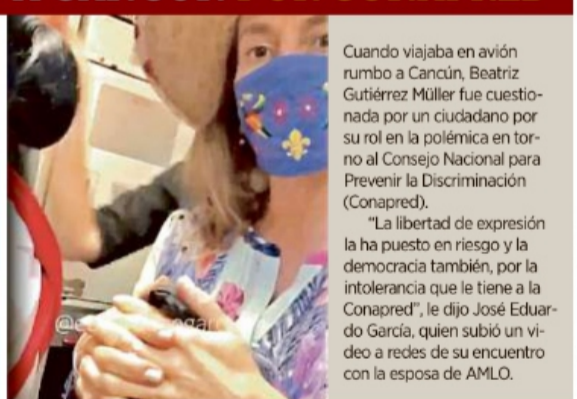 Cuando viajaba en avión
rumbo a Cancún, Beatriz
Gutiérrez Müller fue cuestio-
nada por un ciudadano por
su rol en la polémica en tor-
no al Consejo Nacional para
Prevenir la Discriminación
(Conapred).
“La libertad de expresión
la ha puesto en riesgo y la
democracia también, por la
intolerancia que le tiene a la
Conapred”, le dijo José Eduar-
do García, quien subió un vi-
deo a redes de su encuentro
con la esposa de AMLO.